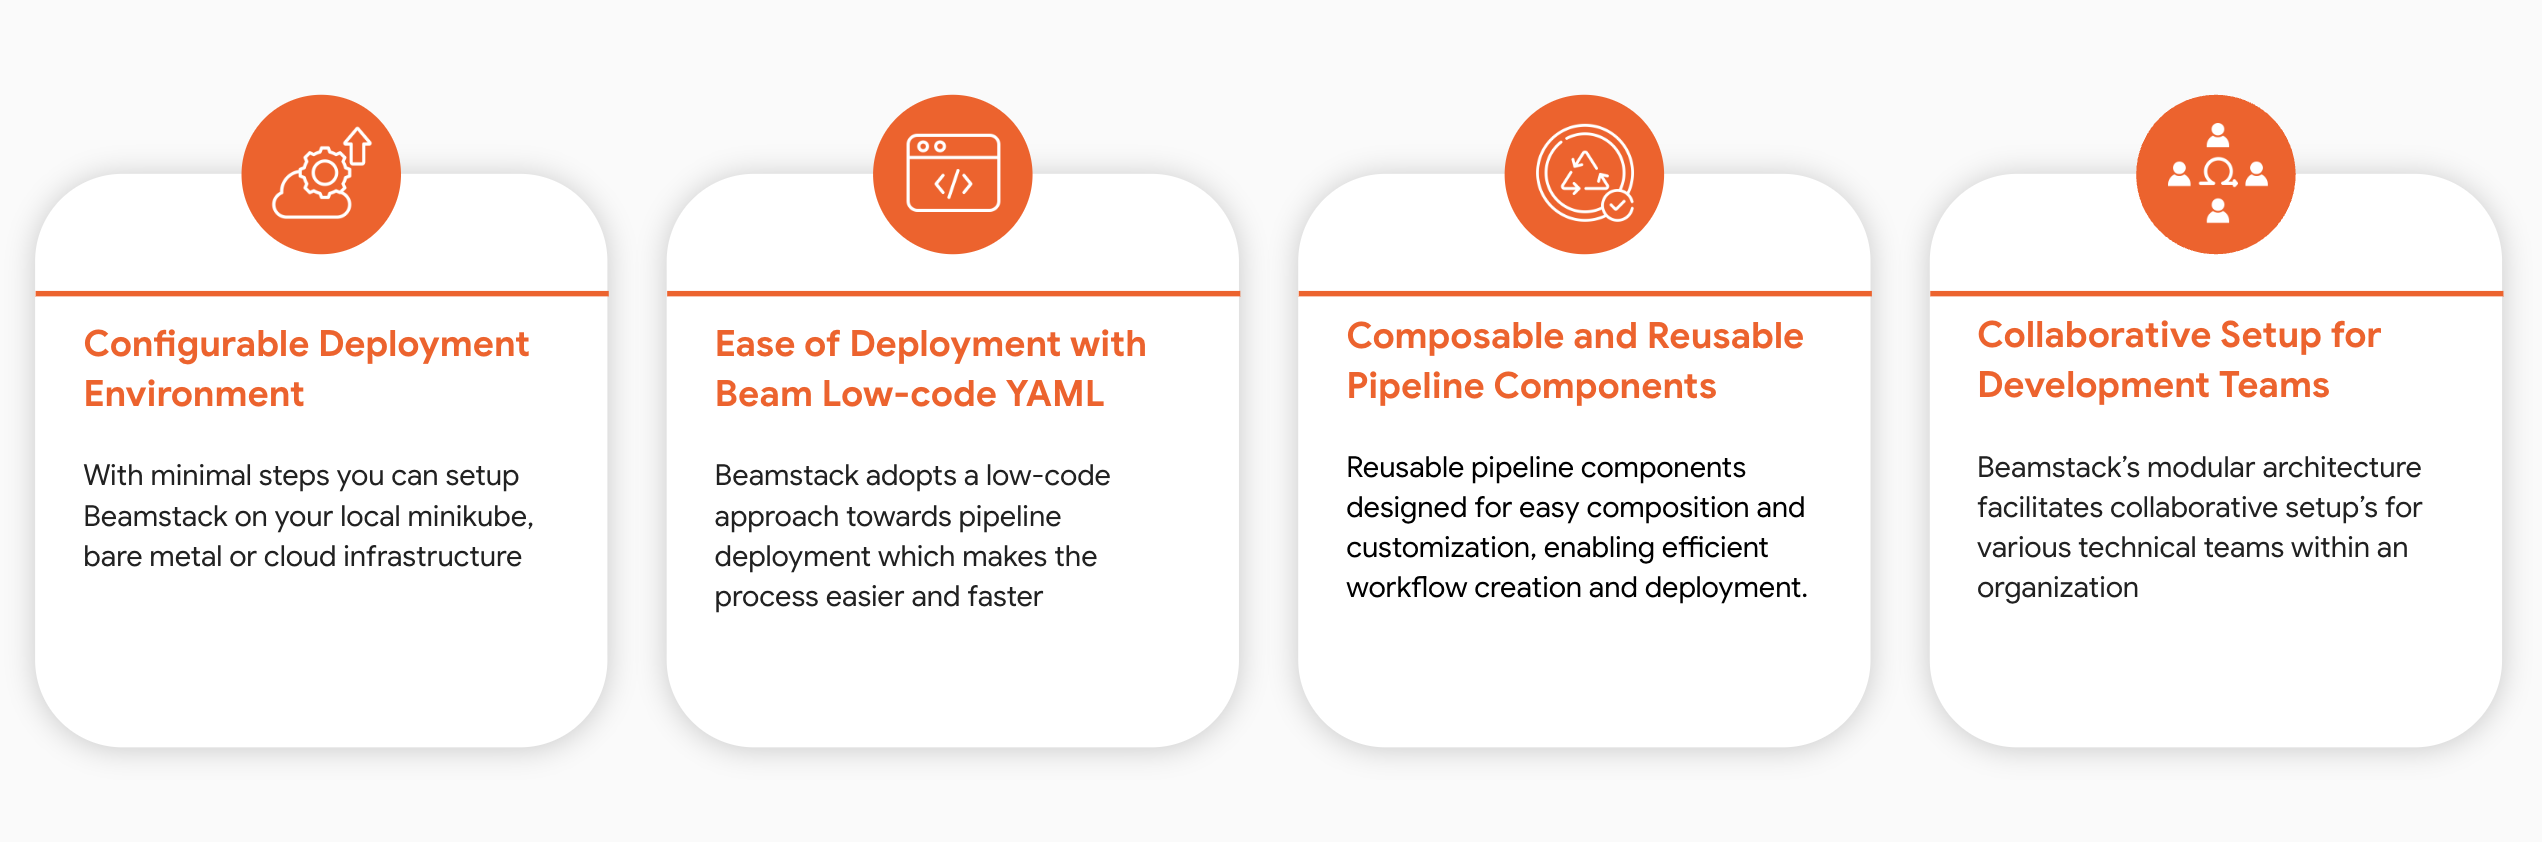 Configurable Deployment
Environment
With minimal steps you can setup
Beamstack on your local minikube,
bare metal or cloud infrastructure
Ease of Deployment with
Beam Low-code YAML
Beamstack adopts a low-code
approach towards pipeline
deployment which makes the
process easier and faster
Composable and Reusable
Pipeline Components
Reusable pipeline components
designed for easy composition and
customization, enabling efficient
workflow creation and deployment.
Collaborative Setup for
Development Teams
Beamstack’s modular architecture
facilitates collaborative setup’s for
various technical teams within an
organization